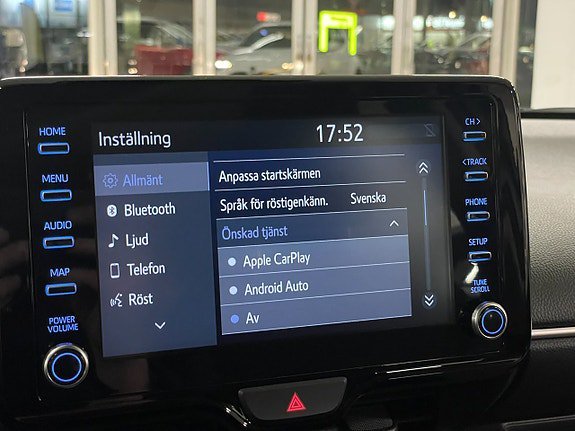 HOME
MENU
AUDIO
MAP
POWER
VOLUME
Inställning
17:52
Allmänt
Bluetooth
Ljud
Telefon
Röst
Anpassa startskärmen
Språk för röstigenkänn. Svenska
Önskad tjänst
Apple CarPlay
Android Auto
Av
CH >
< TRACK
PHONE
SETUP
TUNE
SCROLL